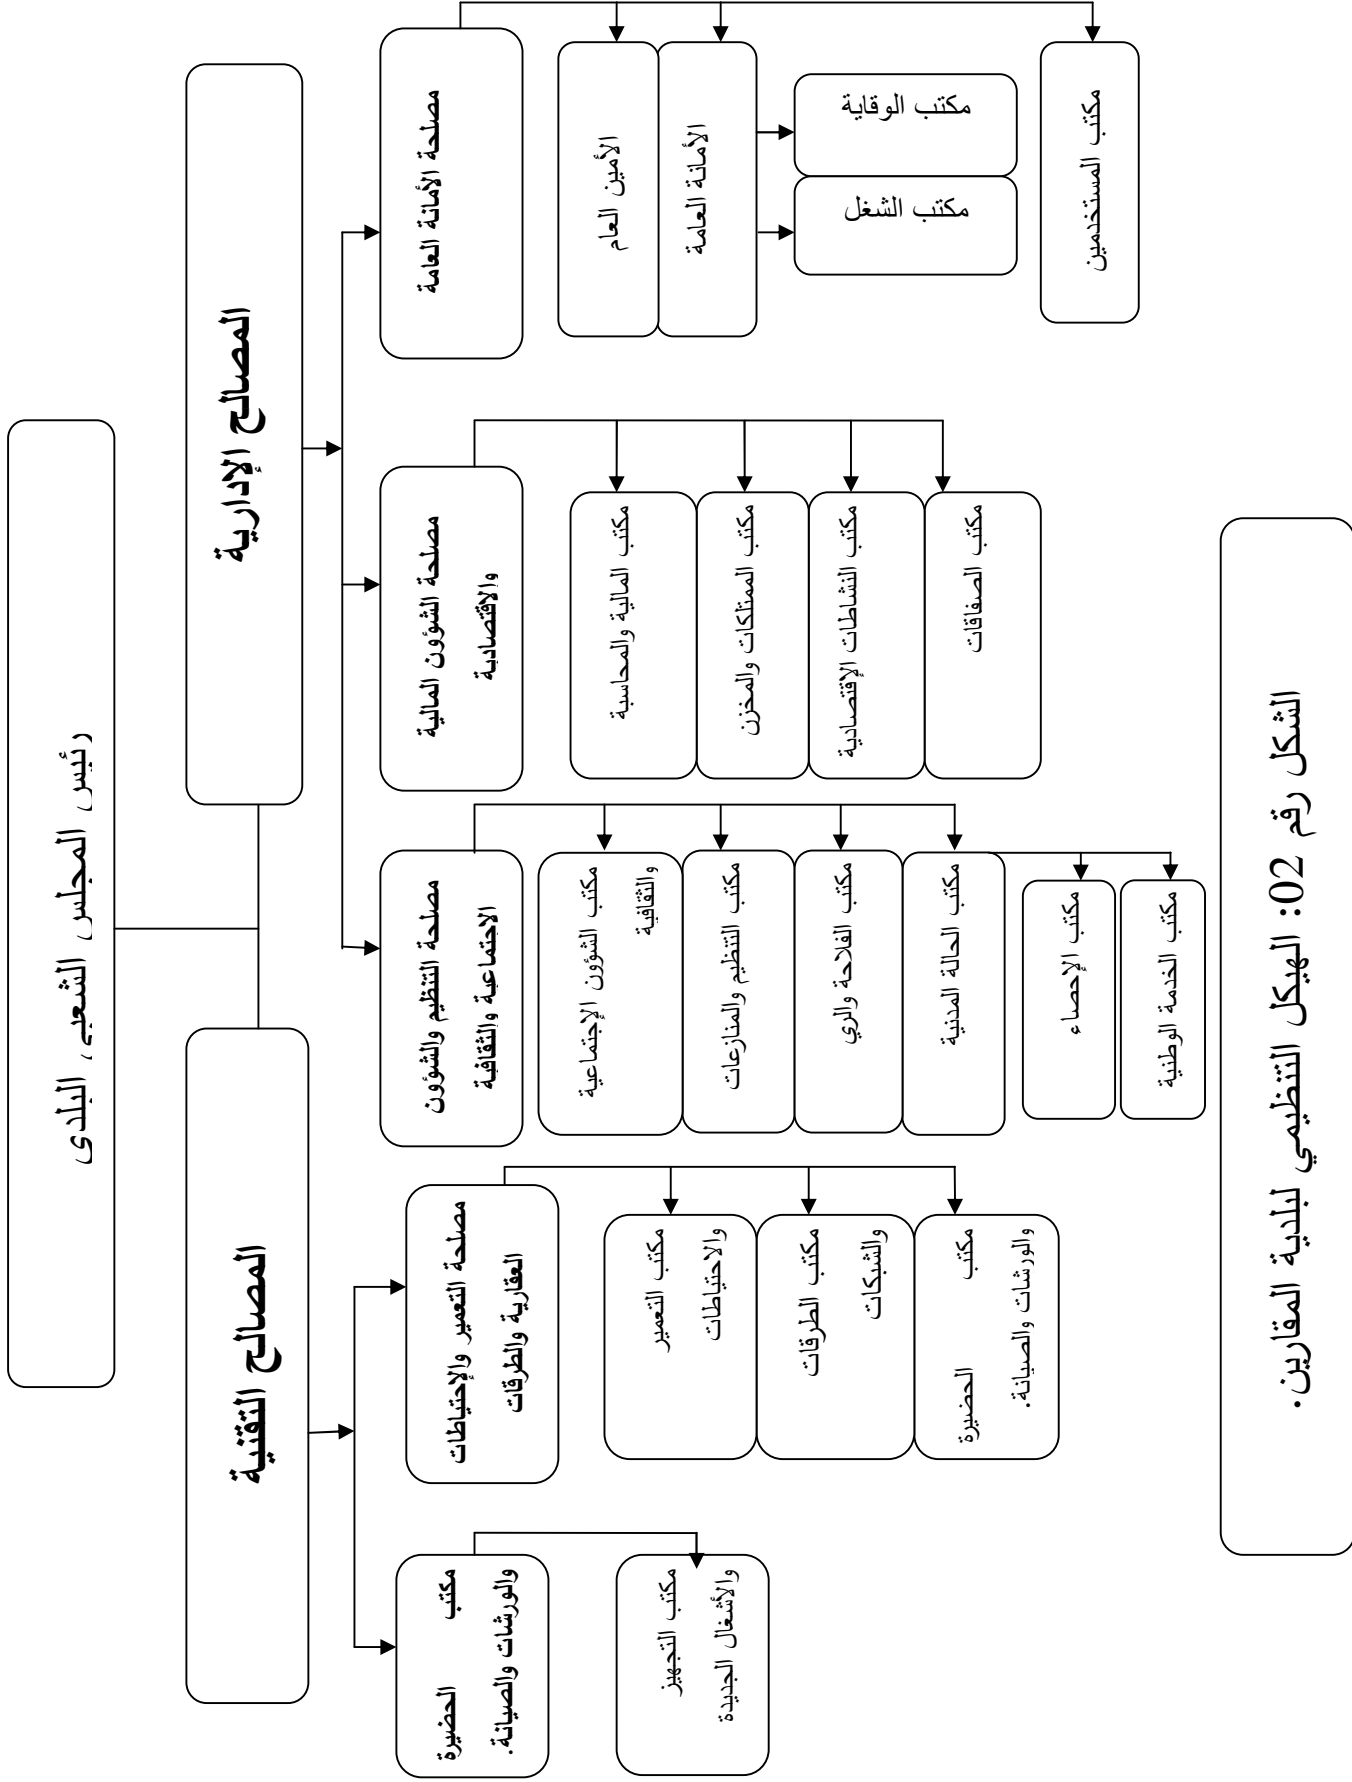 رئيس المجلس الشعبي البلدي
المصالح الإدارية
المصالح التقنية
مصلحة الأمانة العامة
مصلحة الشؤون المالية
والاقتصادية
مصلحة التنظيم والشؤون
الاجتماعية والثقافية
مصلحة التعمير والإحتياطات
العقارية والطرقات
مكتب الحضيرة
والورشات والصيانة.
الأمين العام
الأمانة العامة
مكتب الوقاية
مكتب الشغل
مكتب المستخدمين
مكتب المالية والمحاسبة
مكتب الممتلكات والمخزن
مكتب النشاطات الإقتصادية
مكتب الصفاقات
مكتب الشؤون الإجتماعية
والثقافية
مكتب التنظيم والمنازعات
مكتب الفلاحة والري
مكتب الحالة المدنية
مكتب الإحصاء
مكتب الخدمة الوطنية
مكتب التعمير
والاحتياطات
مكتب الطرقات
والشبكات
مكتب الحضيرة
والورشات والصيانة.
مكتب التجهيز
والأشغال الجديدة
الشكل رقم 02: الهيكل التنظيمي لبلدية المقارين.